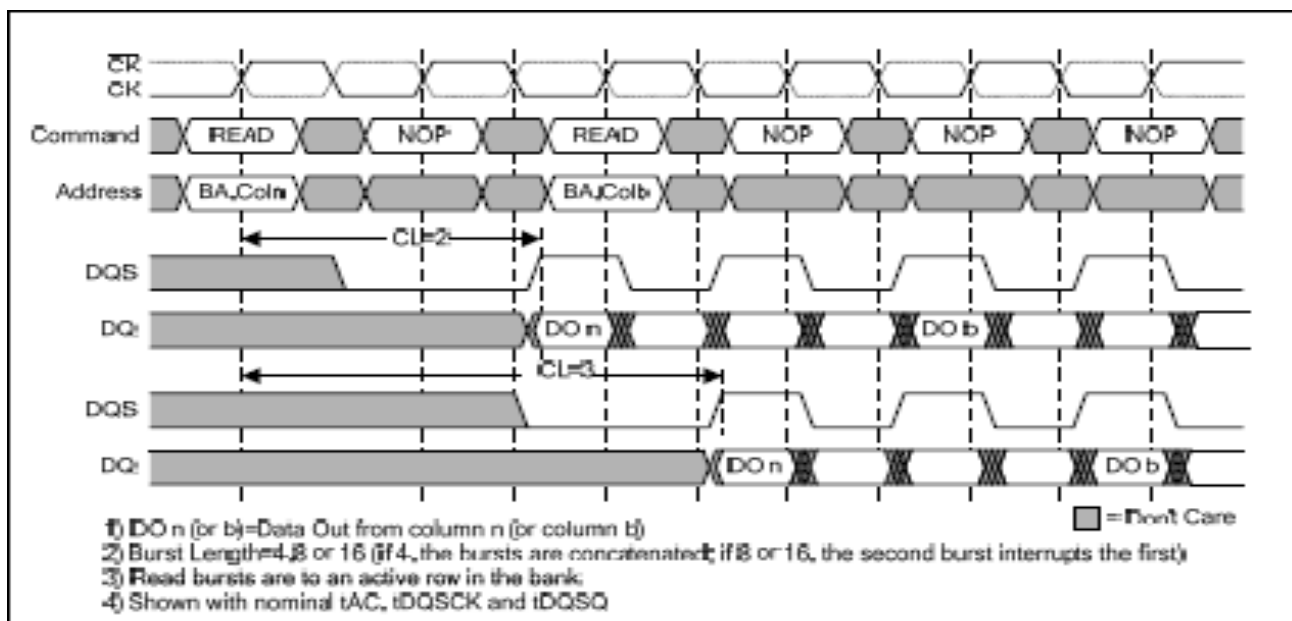 CK
CK
Command READ NOP READ NOP NOP NOP
Address BA,Coln BA,Colb
CL=2
DQS
DQ DO n DO b
CL=3
DQS
DQ DO n DO b
1) DO n (or b)=Data Out from column n (or column b)
=Don't Care
2) Burst Length=4,8 or 16 (if 4, the bursts are concatenated; if 8 or 16, the second burst interrupts the first)
3) Read bursts are to an active row in the bank
4) Shown with nominal tAC, tDQSCK and tDQSQ